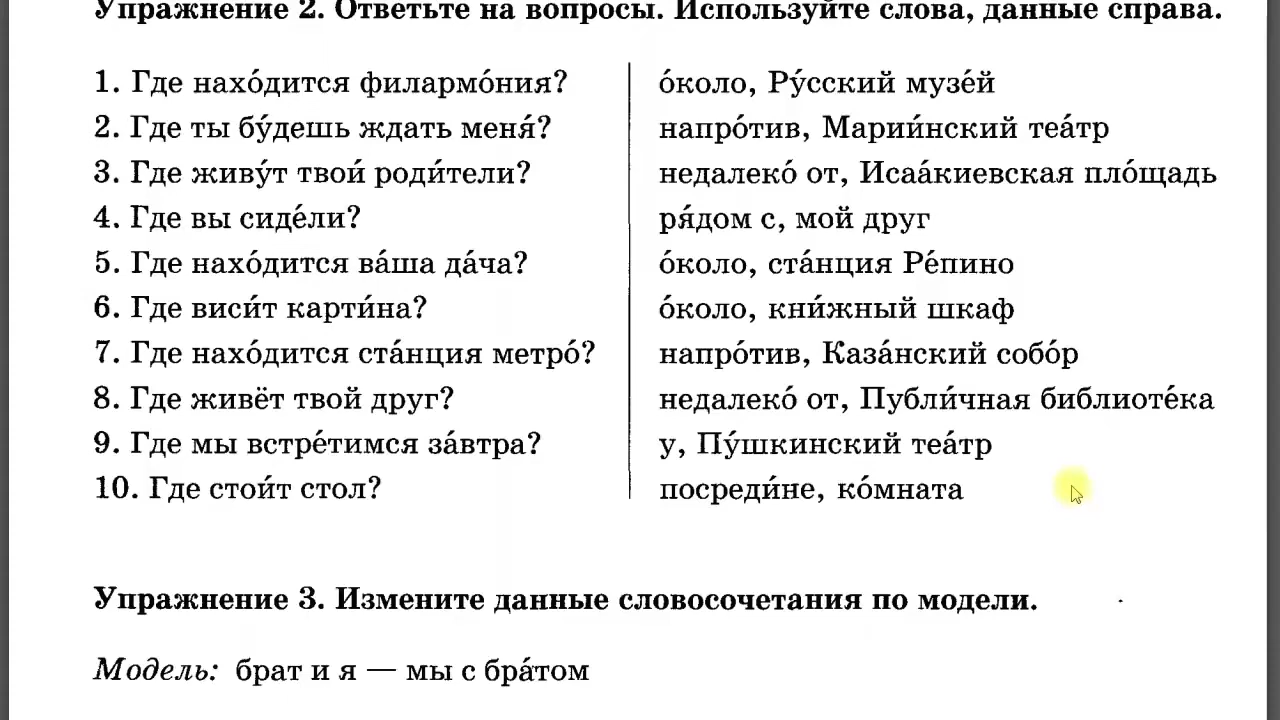 Упражнение 2. Ответьте на вопросы. Используйте слова, данные справа.
1. Где нахо́дится филармо́ния? о́коло, Ру́сский музе́й
2. Где ты бу́дешь ждать меня́? напро́тив, Марии́нский теа́тр
3. Где живу́т твои́ роди́тели? недалеко́ от, Исаа́киевская пло́щадь
4. Где вы сиде́ли? ря́дом с, мой друг
5. Где нахо́дится ва́ша да́ча? о́коло, ста́нция Ре́пино
6. Где виси́т карти́на? о́коло, кни́жный шкаф
7. Где нахо́дится ста́нция метро́? напро́тив, Каза́нский собо́р
8. Где живёт твой друг? недалеко́ от, Публи́чная библиоте́ка
9. Где мы встре́тимся за́втра? у, Пу́шкинский теа́тр
10. Где стои́т стол? посреди́не, ко́мната
Упражнение 3. Измените данные словосочетания по модели.
Модель: брат и я — мы с бра́том